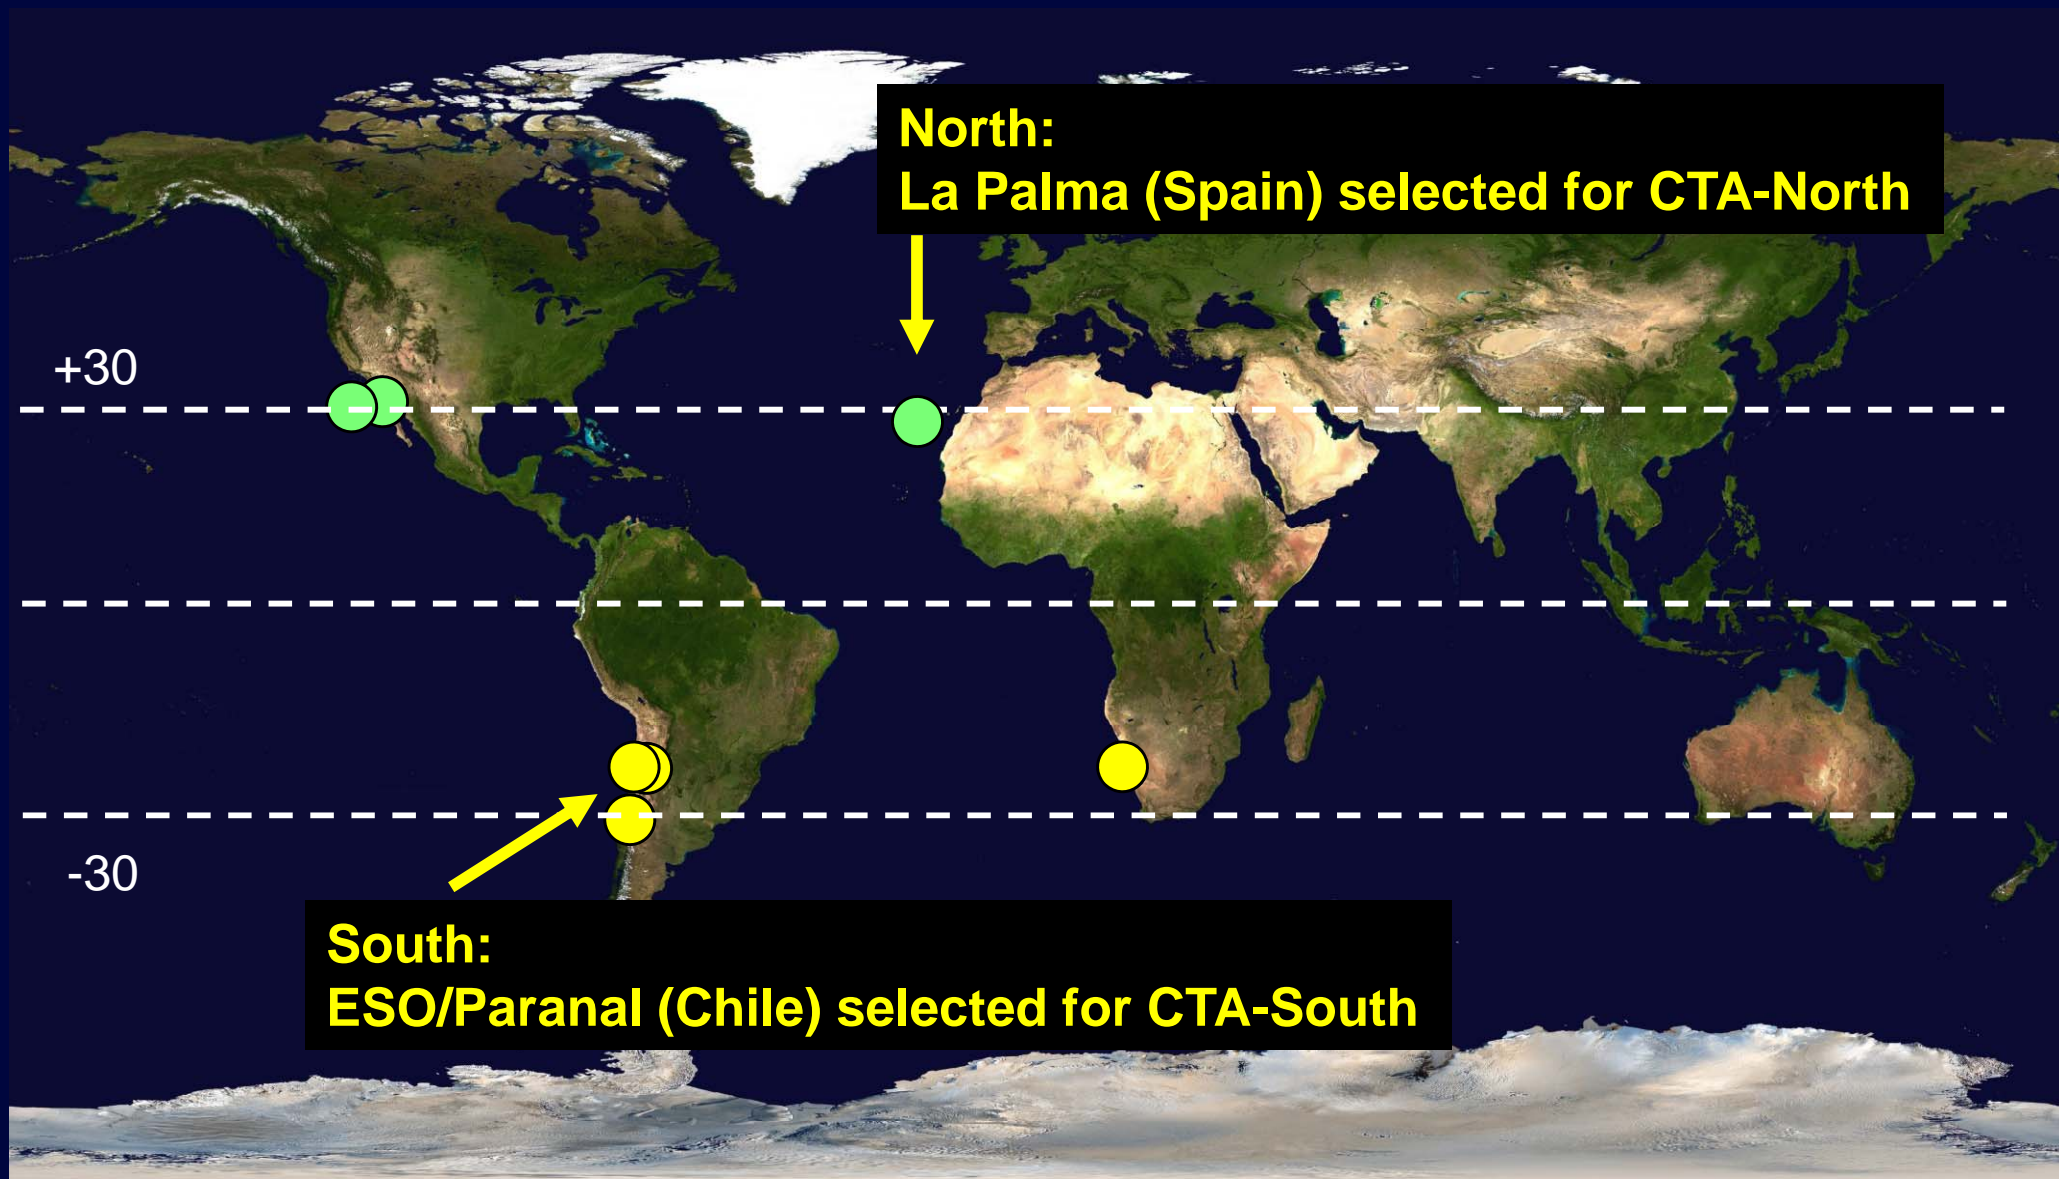 North:
La Palma (Spain) selected for CTA-North
+30
-30
South:
ESO/Paranal (Chile) selected for CTA-South